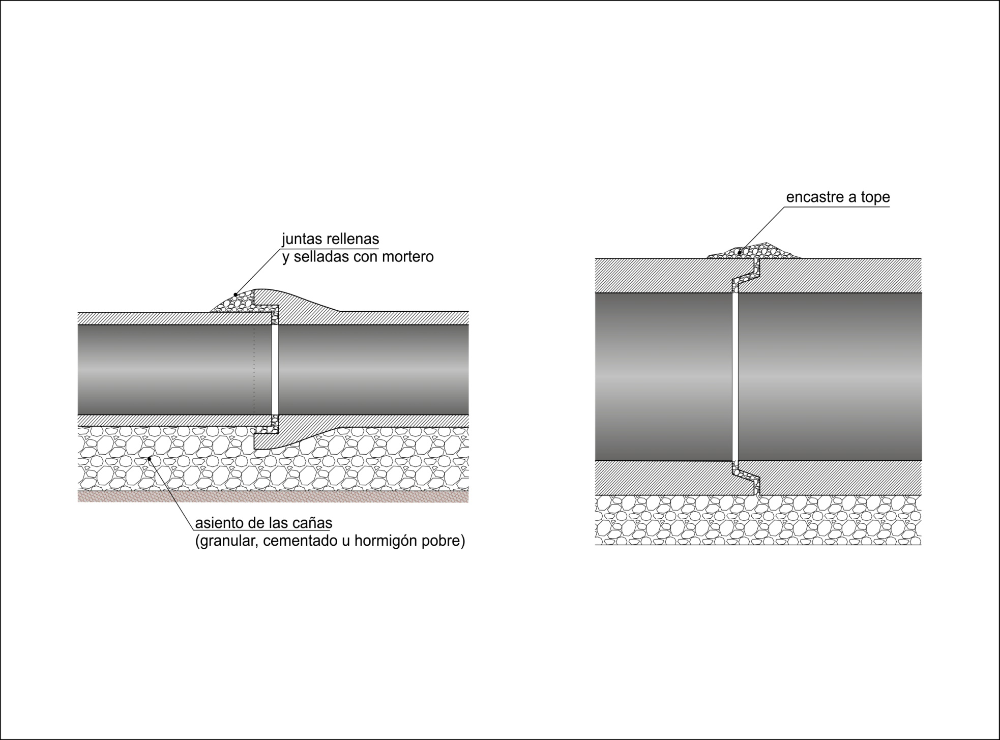 juntas rellenas
y selladas con mortero
asiento de las cañas
(granular, cementado u hormigón pobre)
encastre a tope